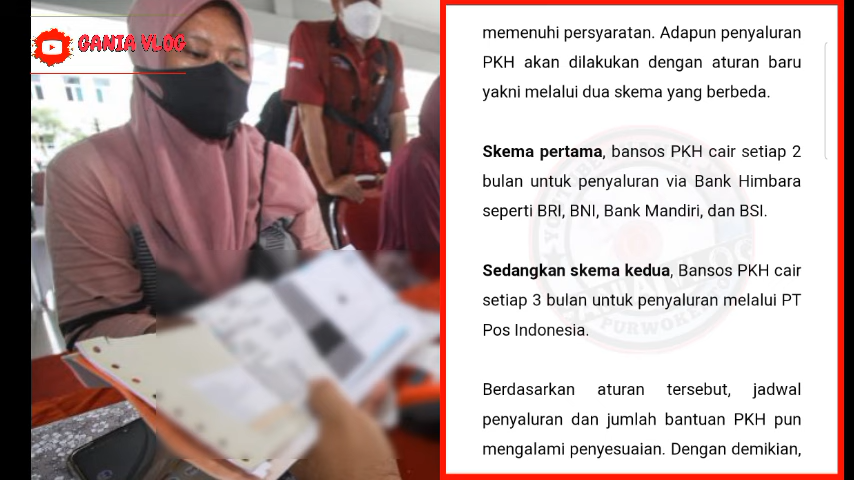 GANIA VLOG
memenuhi persyaratan. Adapun penyaluran
PKH akan dilakukan dengan aturan baru
yakni melalui dua skema yang berbeda.
Skema pertama, bansos PKH cair setiap 2
bulan untuk penyaluran via Bank Himbara
seperti BRI, BNI, Bank Mandiri, dan BSI.
Sedangkan skema kedua, Bansos PKH cair
setiap 3 bulan untuk penyaluran melalui PT
Pos Indonesia.
Berdasarkan aturan tersebut, jadwal
penyaluran dan jumlah bantuan PKH pun
mengalami penyesuaian. Dengan demikian,